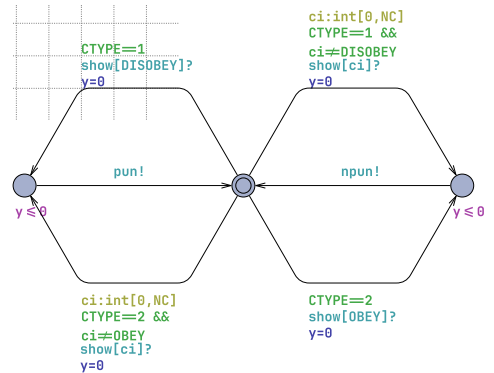 ci:int[0,NC]
CTYPE==1 &&
ci≠DISOBEY
show[ci]?
y=0
CTYPE==1
show[DISOBEY]?
y=0
pun!
npun!
y≤0
y≤0
ci:int[0,NC]
CTYPE==2 &&
ci≠OBEY
show[ci]?
y=0
CTYPE==2
show[OBEY]?
y=0